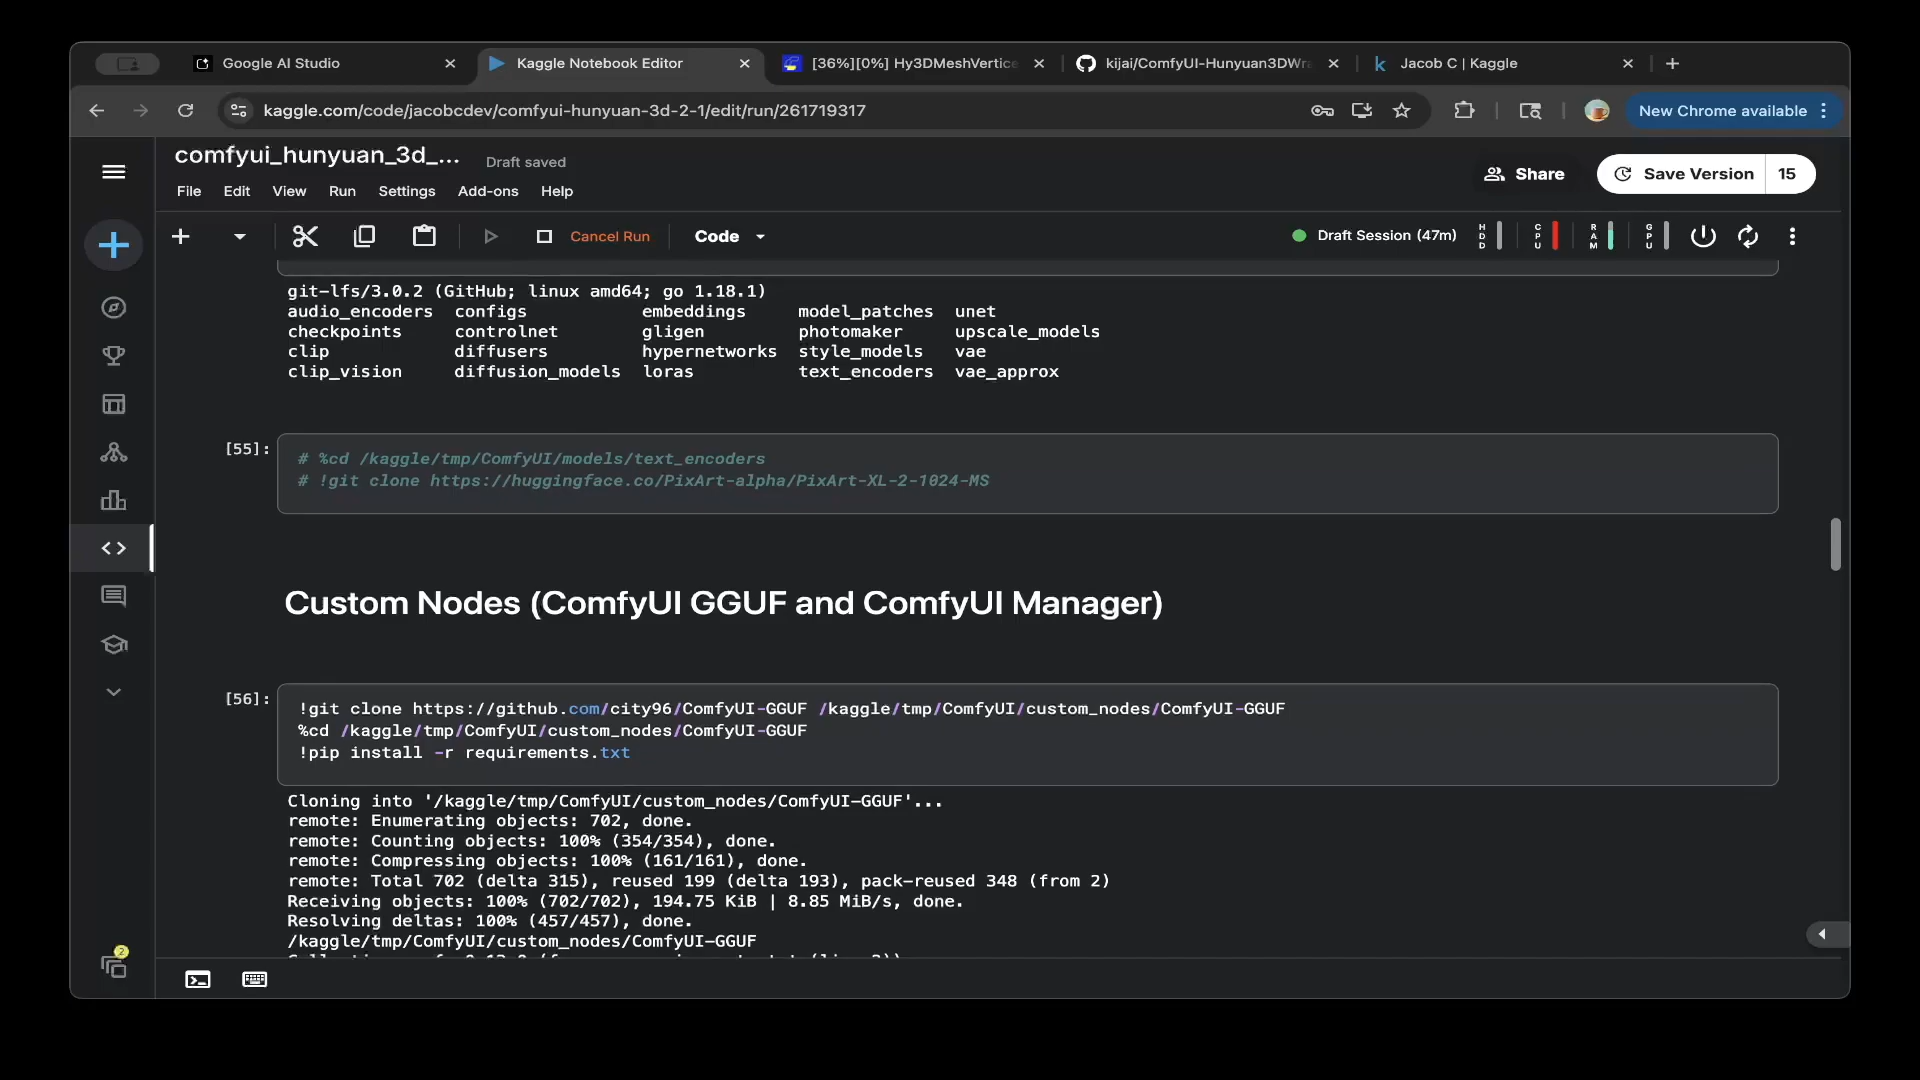 Google AI Studio
Kaggle Notebook Editor
[36%][0%] Hy3DMeshVertice
kijai/ComfyUI-Hunyuan3DWra
Jacob C | Kaggle
kaggle.com/code/jacobcdev/comfyui-hunyuan-3d-2-1/edit/run/261719317
New Chrome available
comfyui_hunyuan_3d_...
Draft saved
File Edit View Run Settings Add-ons Help
Share
Save Version 15
Cancel Run
Code
Draft Session (47m)
HDD
CPU
RAM
GPU
git-lfs/3.0.2 (GitHub; linux amd64; go 1.18.1)
audio_encoders configs embeddings model_patches unet
checkpoints controlnet gligen photomaker upscale_models
clip diffusers hypernetworks style_models vae
clip_vision diffusion_models loras text_encoders vae_approx
[55]:
# %cd /kaggle/tmp/ComfyUI/models/text_encoders
# !git clone https://huggingface.co/PixArt-alpha/PixArt-XL-2-1024-MS
Custom Nodes (ComfyUI GGUF and ComfyUI Manager)
[56]:
!git clone https://github.com/city96/ComfyUI-GGUF /kaggle/tmp/ComfyUI/custom_nodes/ComfyUI-GGUF
%cd /kaggle/tmp/ComfyUI/custom_nodes/ComfyUI-GGUF
!pip install -r requirements.txt
Cloning into '/kaggle/tmp/ComfyUI/custom_nodes/ComfyUI-GGUF'...
remote: Enumerating objects: 702, done.
remote: Counting objects: 100% (354/354), done.
remote: Compressing objects: 100% (161/161), done.
remote: Total 702 (delta 315), reused 199 (delta 193), pack-reused 348 (from 2)
Receiving objects: 100% (702/702), 194.75 KiB | 8.85 MiB/s, done.
Resolving deltas: 100% (457/457), done.
/kaggle/tmp/ComfyUI/custom_nodes/ComfyUI-GGUF
2